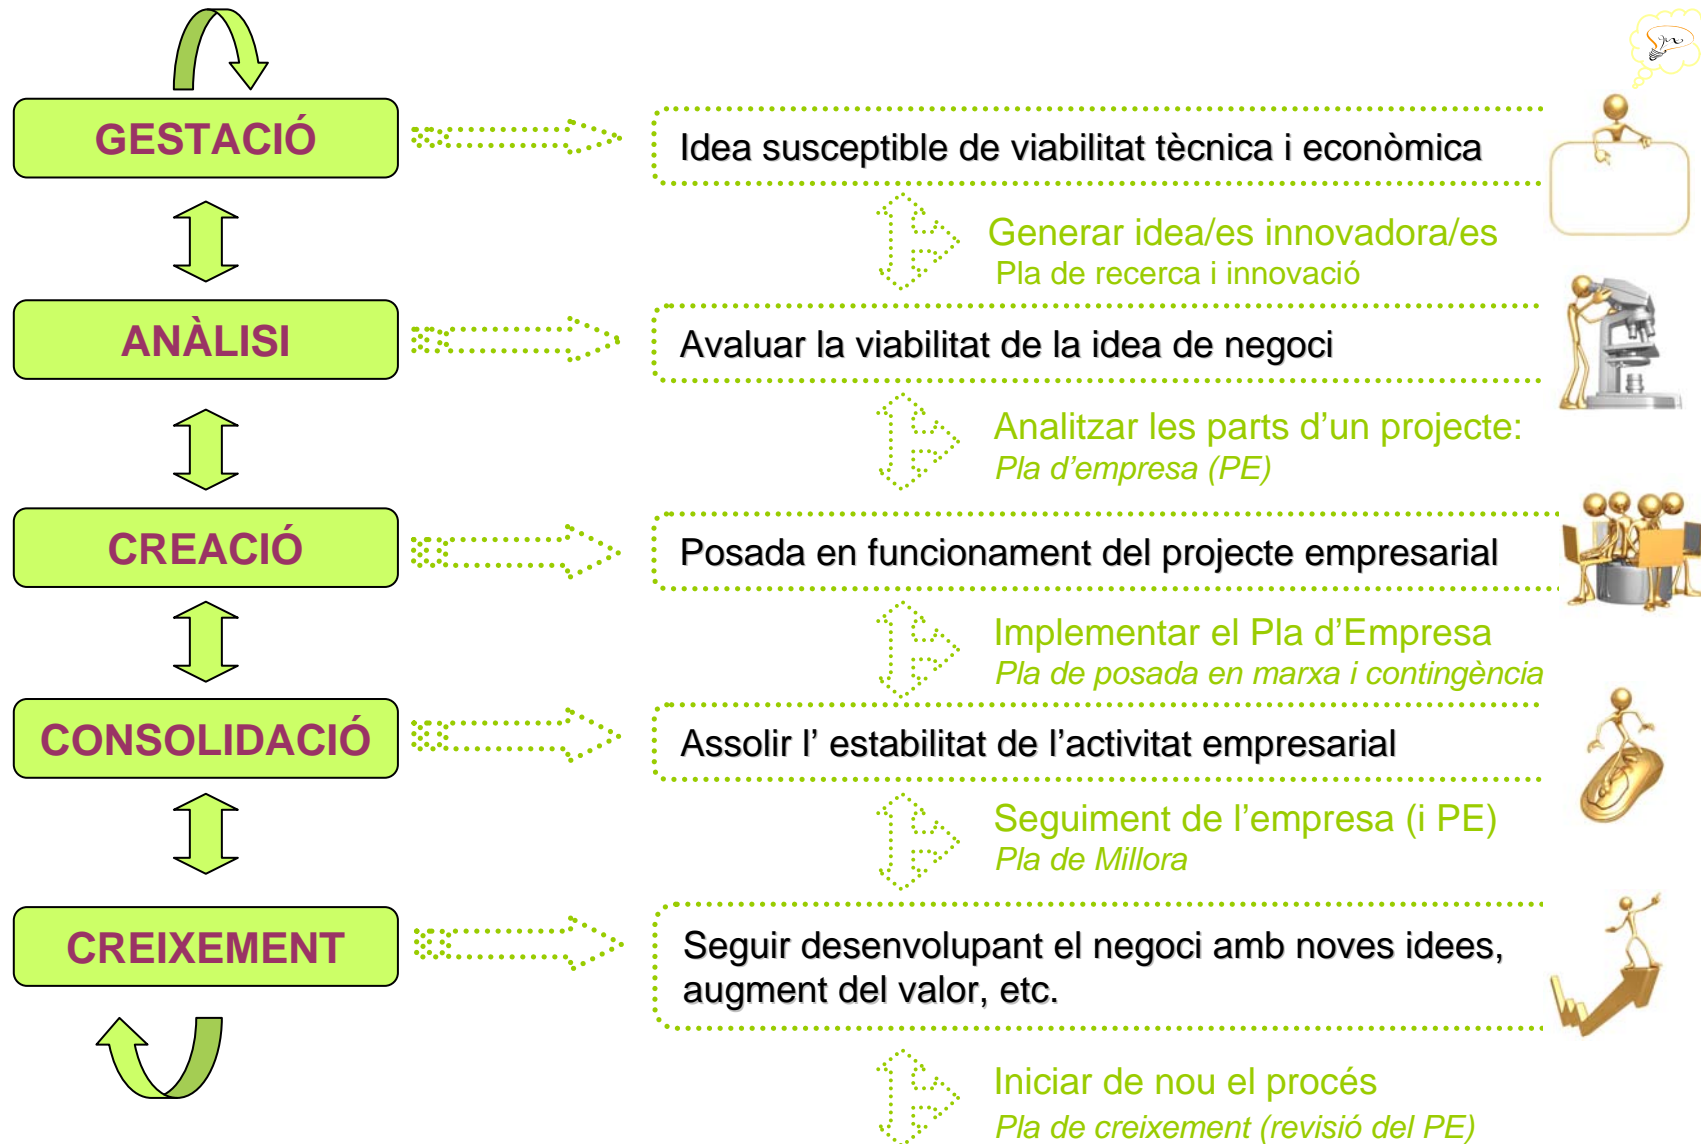 GESTACIÓ
Idea susceptible de viabilitat tècnica i econòmica
Generar idea/es innovadora/es
Pla de recerca i innovació
ANÀLISI
Avaluar la viabilitat de la idea de negoci
Analitzar les parts d’un projecte:
Pla d’empresa (PE)
CREACIÓ
Posada en funcionament del projecte empresarial
Implementar el Pla d’Empresa
Pla de posada en marxa i contingència
CONSOLIDACIÓ
Assolir l’ estabilitat de l’activitat empresarial
Seguiment de l’empresa (i PE)
Pla de Millora
CREIXEMENT
Seguir desenvolupant el negoci amb noves idees,
augment del valor, etc.
Iniciar de nou el procés
Pla de creixement (revisió del PE)